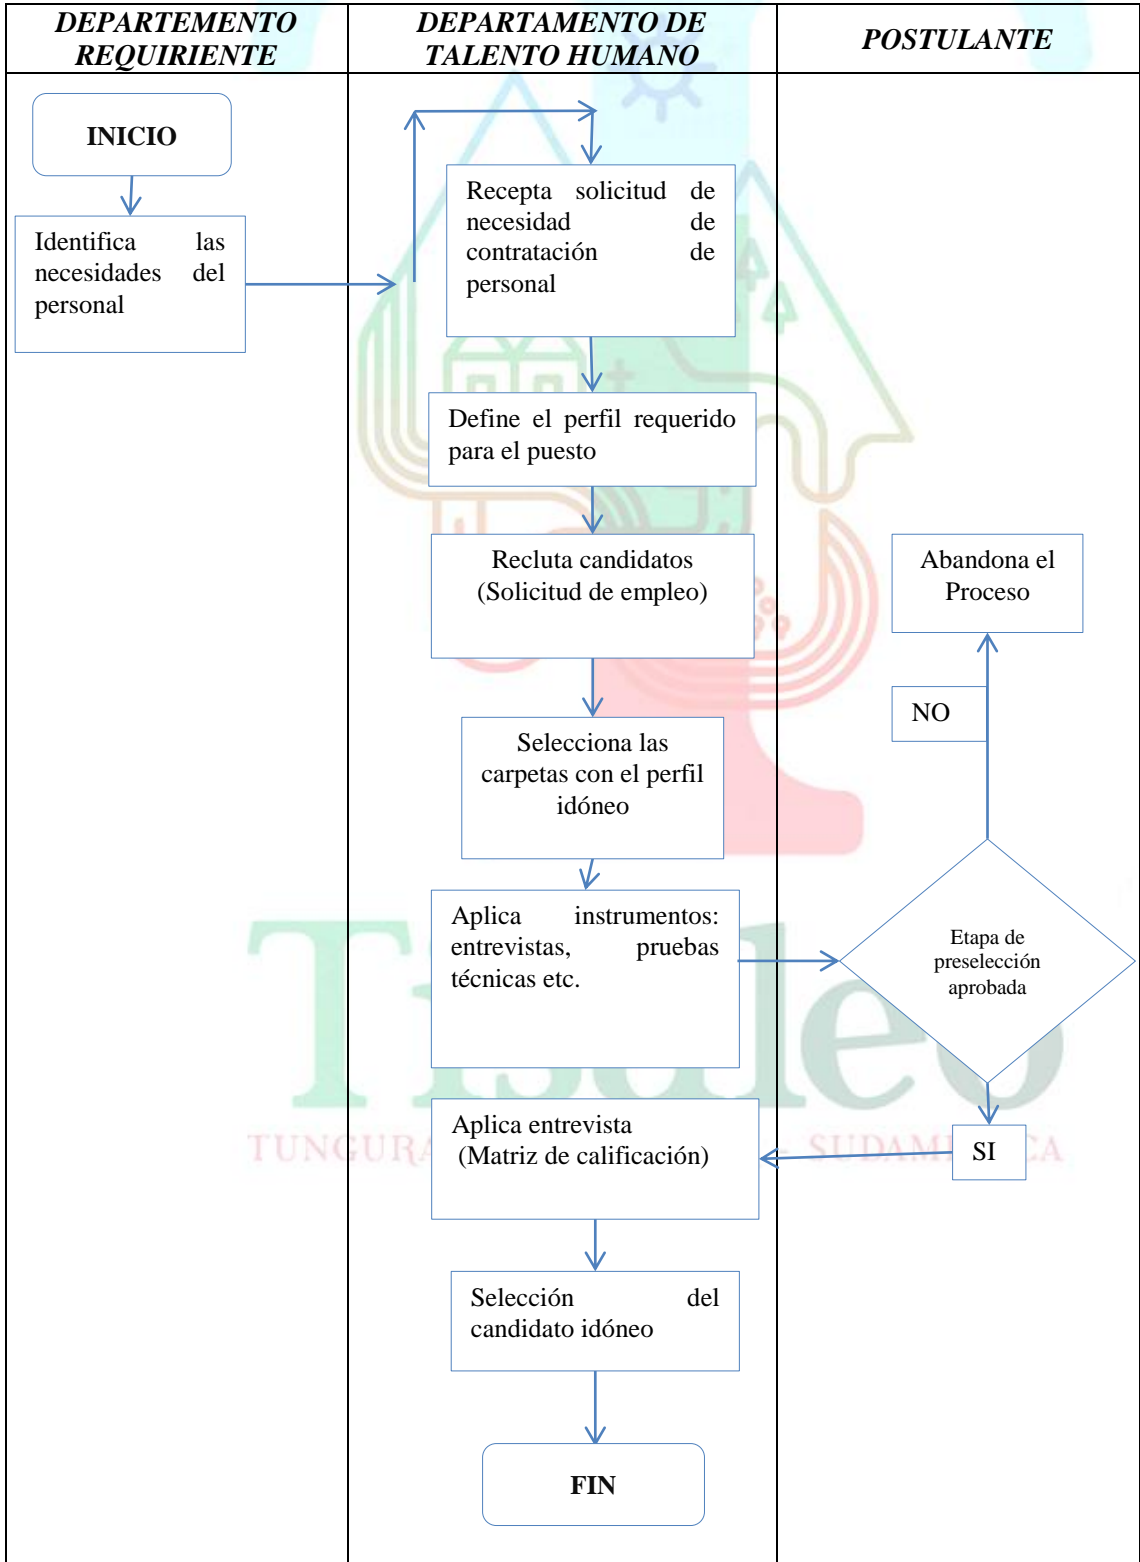 DEPARTEMENTO
REQUIRIENTE
DEPARTAMENTO DE
TALENTO HUMANO
POSTULANTE
INICIO
Identifica las
necesidades del
personal
Recepta solicitud de
necesidad de
contratación de
personal
Define el perfil requerido
para el puesto
Recluta candidatos
(Solicitud de empleo)
Abandona el
Proceso
NO
Selecciona las
carpetas con el perfil
idóneo
Aplica instrumentos:
entrevistas, pruebas
técnicas etc.
Etapa de
preselección
aprobada
SI
Aplica entrevista
(Matriz de calificación)
Selección del
candidato idóneo
FIN
Tisaleo